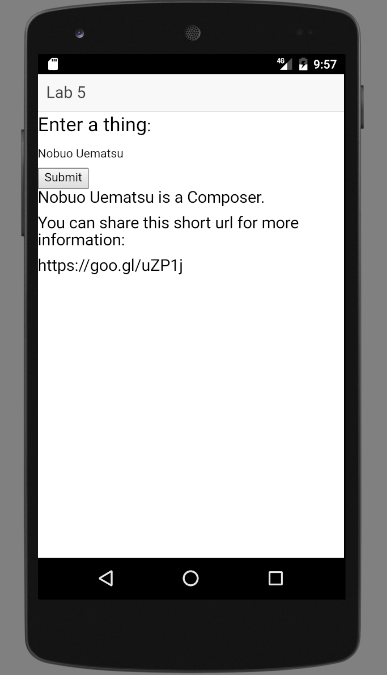 4G 9:57
Lab 5
Enter a thing:
Nobuo Uematsu
Submit
Nobuo Uematsu is a Composer.
You can share this short url for more
information:
https://goo.gl/uZP1j